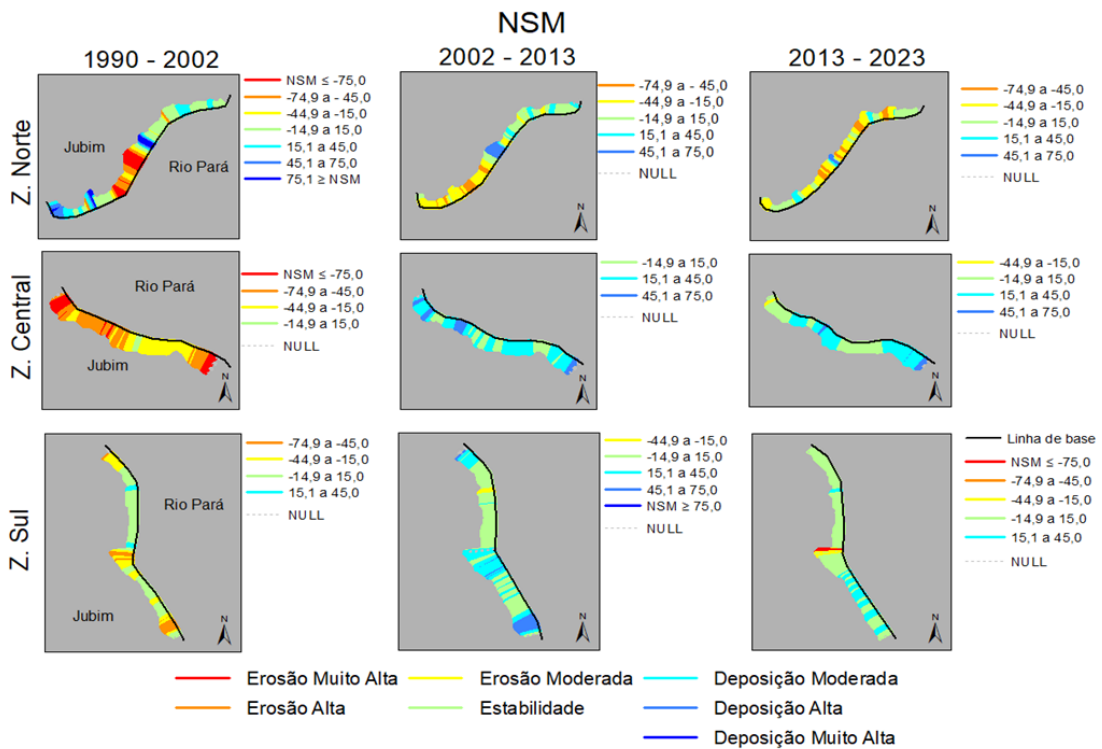 NSM
1990 - 2002
2002 - 2013
2013 - 2023
Z. Norte
Jubim
Rio Pará
NSM ≤ -75,0
-74,9 a - 45,0
-44,9 a -15,0
-14,9 a 15,0
15,1 a 45,0
45,1 a 75,0
75,1 ≥ NSM
-74,9 a - 45,0
-44,9 a -15,0
-14,9 a 15,0
15,1 a 45,0
45,1 a 75,0
NULL
N
-74,9 a -45,0
-44,9 a -15,0
-14,9 a 15,0
15,1 a 45,0
45,1 a 75,0
NULL
N
Z. Central
Rio Pará
Jubim
N
NSM ≤ -75,0
-74,9 a -45,0
-44,9 a -15,0
-14,9 a 15,0
NULL
-14,9 a 15,0
15,1 a 45,0
45,1 a 75,0
NULL
N
-44,9 a -15,0
-14,9 a 15,0
15,1 a 45,0
45,1 a 75,0
NULL
N
Z. Sul
Rio Pará
Jubim
N
-74,9 a -45,0
-44,9 a -15,0
-14,9 a 15,0
15,1 a 45,0
NULL
-44,9 a -15,0
-14,9 a 15,0
15,1 a 45,0
45,1 a 75,0
NSM ≥ 75,0
NULL
N
Linha de base
NSM ≤ -75,0
-74,9 a -45,0
-44,9 a -15,0
-14,9 a 15,0
15,1 a 45,0
NULL
N
Erosão Muito Alta
Erosão Moderada
Deposição Moderada
Erosão Alta
Estabilidade
Deposição Alta
Deposição Muito Alta